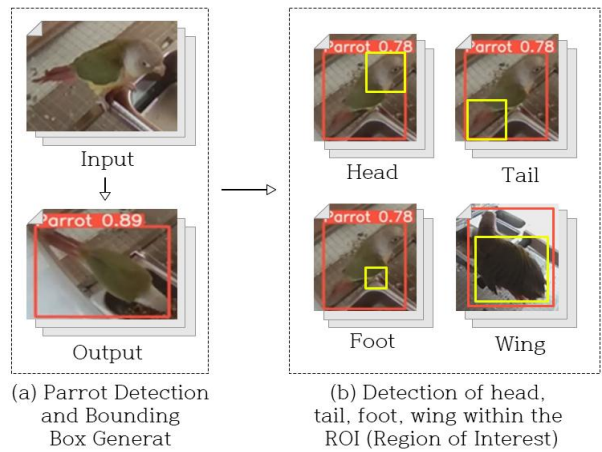 Input
Parrot 0.89
Output
(a) Parrot Detection
and Bounding
Box Generat
Parrot 0.78
Head
Parrot 0.78
Tail
Parrot 0.78
Foot
Wing
(b) Detection of head,
tail, foot, wing within the
ROI (Region of Interest)